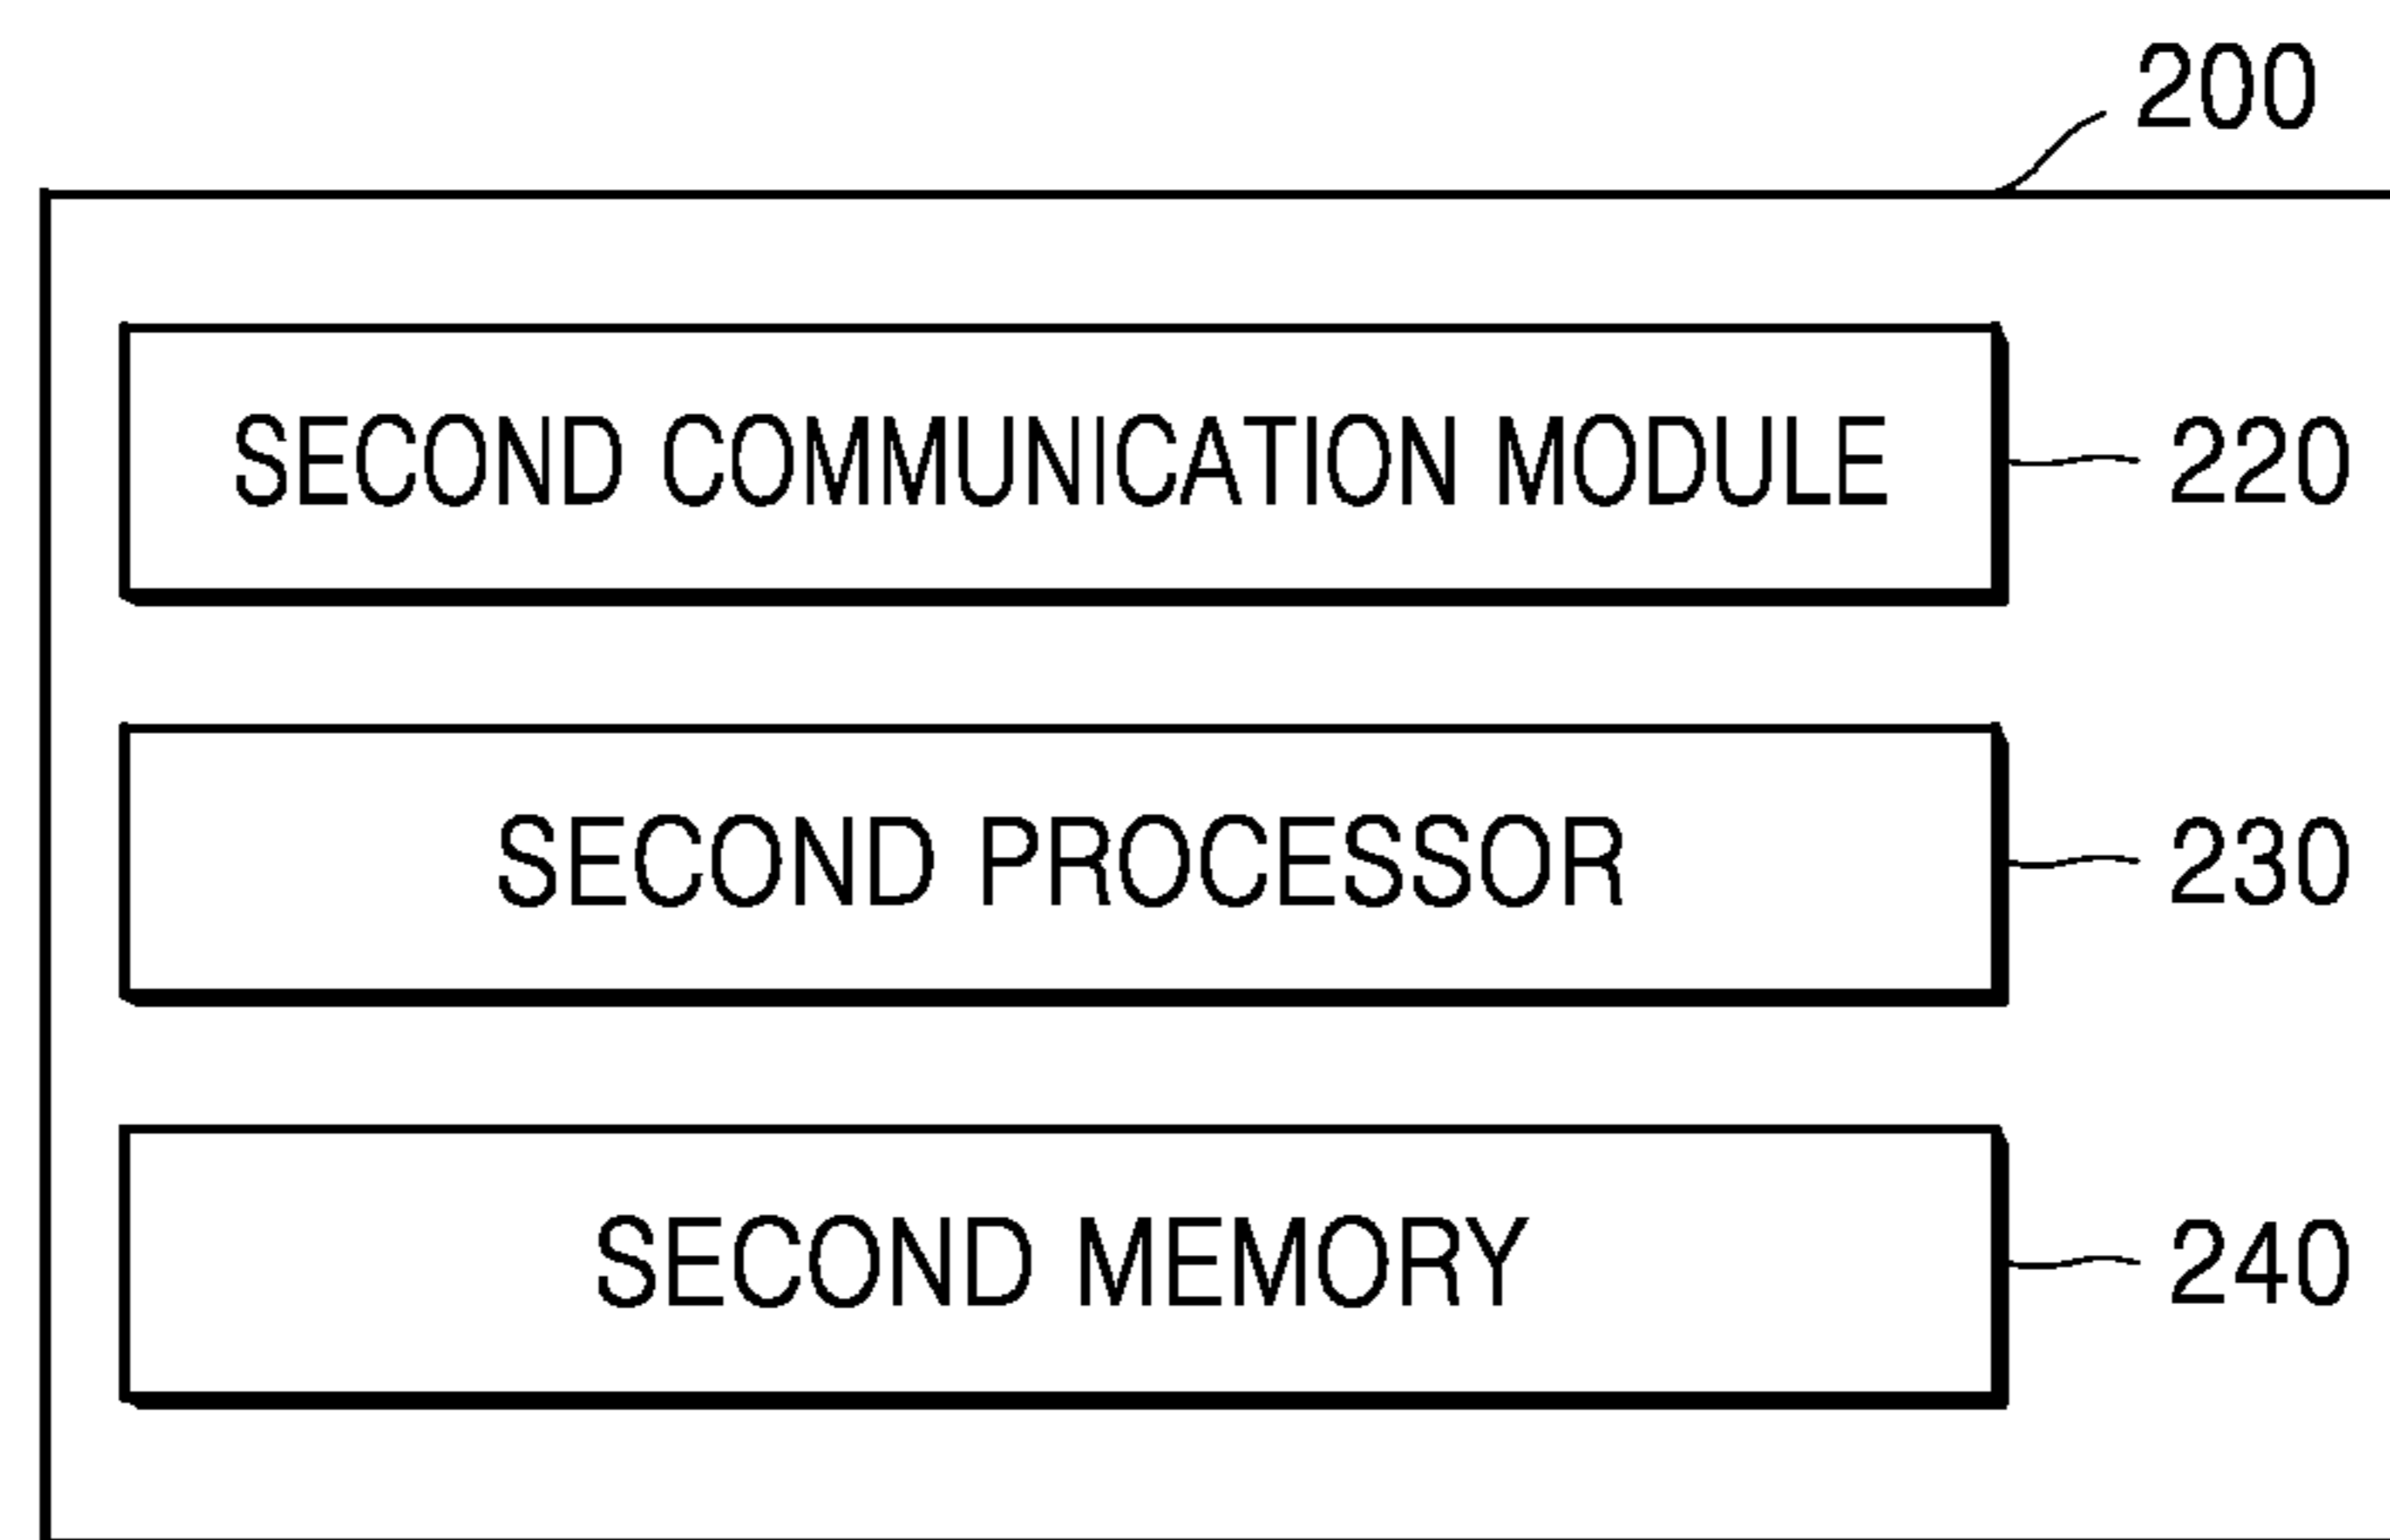 200
SECOND COMMUNICATION MODULE 220
SECOND PROCESSOR 230
SECOND MEMORY 240